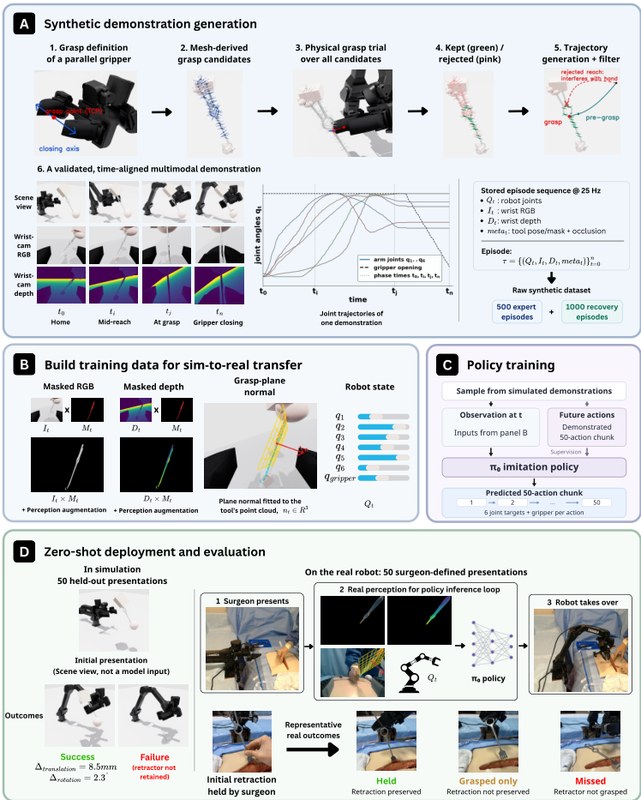 A Synthetic demonstration generation
1. Grasp definition
of a parallel gripper
2. Mesh-derived
grasp candidates
3. Physical grasp trial
over all candidates
4. Kept (green) /
rejected (pink)
5. Trajectory
generation + filter
closing axis
rejected reach:
interferes with hand
grasp
pre-grasp
6. A validated, time-aligned multimodal demonstration
Scene
view
Wrist-
cam
RGB
Wrist-
cam
depth
t₀ tᵢ tⱼ tₙ
Home Mid-reach At grasp Gripper closing
joint angles qₜ
arm joints q₁...q₆
gripper opening
phase times t₀, tᵢ, tⱼ, tₙ
t₀ tᵢ tⱼ tₙ
time
Joint trajectories of
one demonstration
Stored episode sequence @ 25 Hz
• Qₜ : robot joints
• Iₜ : wrist RGB
• Dₜ : wrist depth
• metaₜ : tool pose/mask + occlusion
Episode:
τ = {(Qₜ, Iₜ, Dₜ, metaₜ)}ⁿₜ₌₀
Raw synthetic dataset
500 expert
episodes
+
1000 recovery
episodes
B Build training data for sim-to-real transfer
Masked RGB
x
Iₜ Mₜ
Iₜ × Mₜ
+ Perception augmentation
Masked depth
x
Dₜ Mₜ
Dₜ × Mₜ
+ Perception augmentation
Grasp-plane
normal
Plane normal fitted to the
tool's point cloud, nₜ ∈ R³
Robot state
q₁
q₂
q₃
q₄
q₅
q₆
q_gripper
Qₜ
C Policy training
Sample from simulated demonstrations
Observation at t
Inputs from panel B
Future actions
Demonstrated
50-action chunk
Supervision
π₀ imitation policy
Predicted 50-action chunk
1 2 ... 50
6 joint targets + gripper per action
D Zero-shot deployment and evaluation
In simulation
50 held-out presentations
Initial presentation
(Scene view, not a model input)
Outcomes
Success
Δtranslation = 8.5mm
Δrotation = 2.3°
Failure
(retractor not
retained)
On the real robot: 50 surgeon-defined presentations
1 Surgeon presents
2 Real perception for policy inference loop
Qₜ
π₀ policy
3 Robot takes over
Initial retraction
held by surgeon
Representative
real outcomes
Held
Retraction preserved
Grasped only
Retraction not preserved
Missed
Retractor not grasped